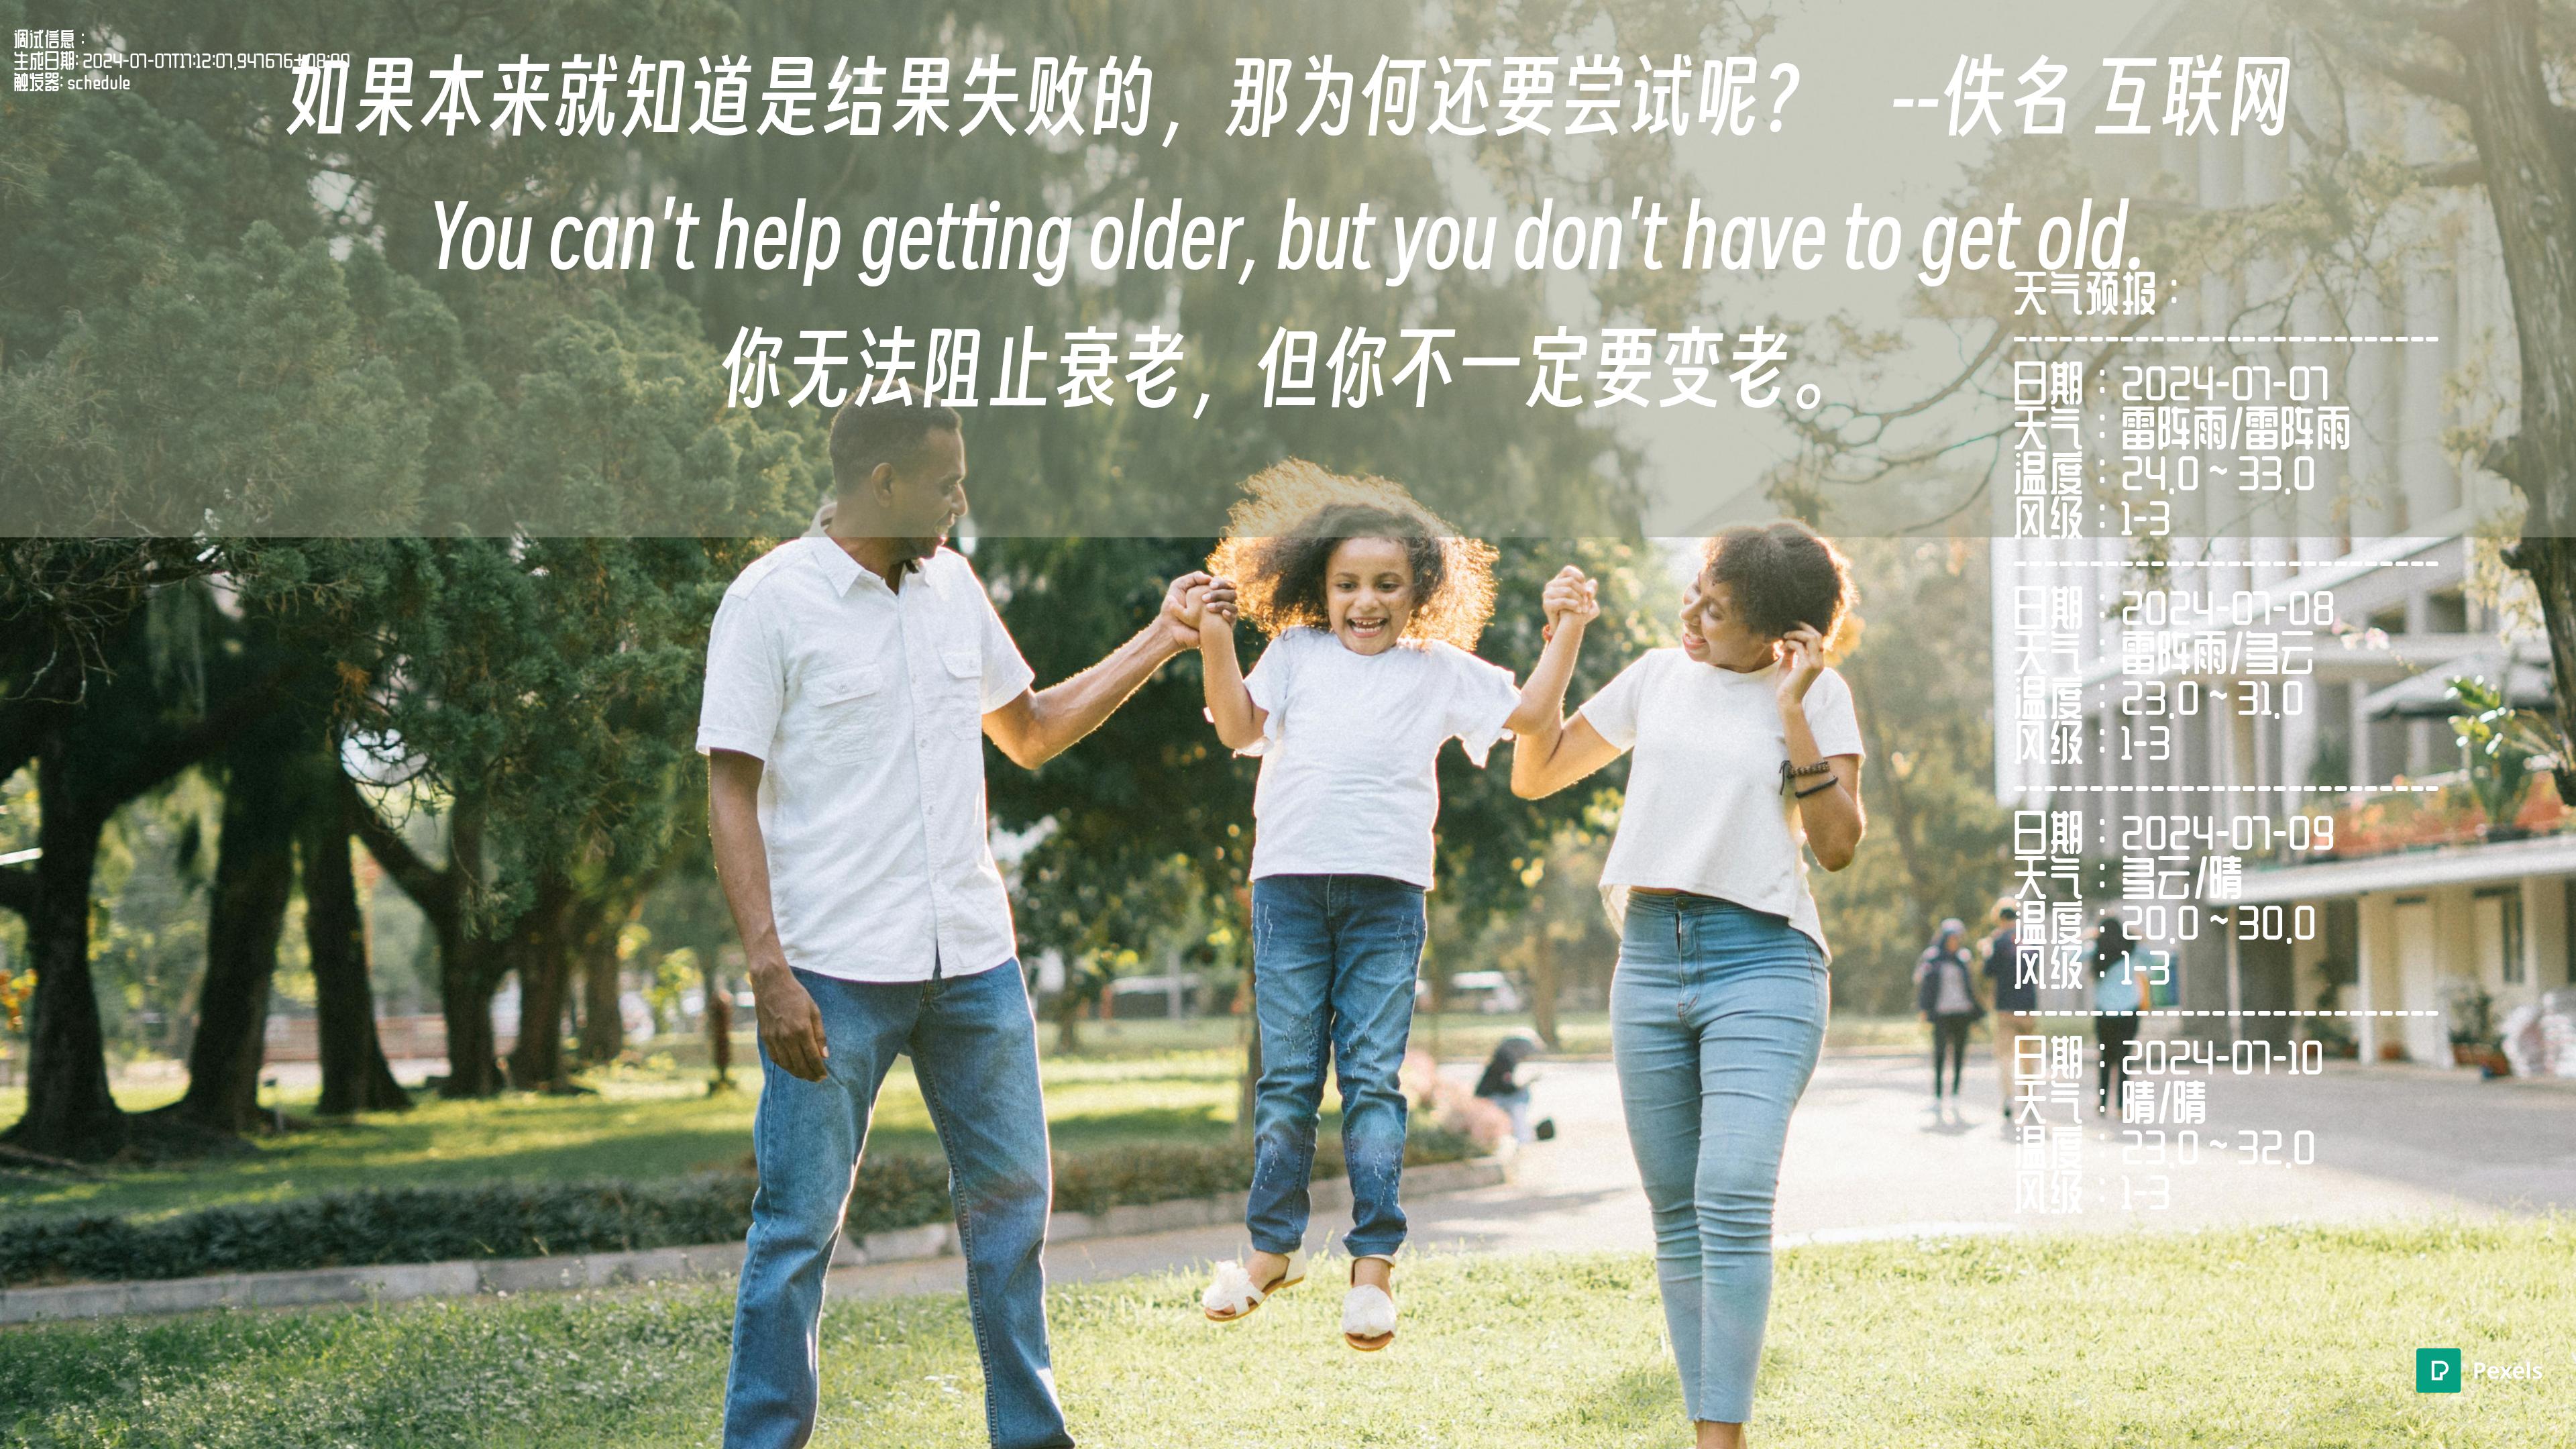 调试信息：
生成日期: 2024-07-07T17:12:07.947676+08:00
触发器: schedule
如果本来就知道是结果失败的，那为何还要尝试呢？ --佚名 互联网
You can't help getting older, but you don't have to get old.
你无法阻止衰老，但你不一定要变老。
天气预报：
----------------------------
日期：2024-07-07
天气：雷阵雨/雷阵雨
温度：24.0 ~ 33.0
风级：1-3
----------------------------
日期：2024-07-08
天气：雷阵雨/多云
温度：23.0 ~ 31.0
风级：1-3
----------------------------
日期：2024-07-09
天气：多云/晴
温度：20.0 ~ 30.0
风级：1-3
----------------------------
日期：2024-07-10
天气：晴/晴
温度：23.0 ~ 32.0
风级：1-3
Pexels